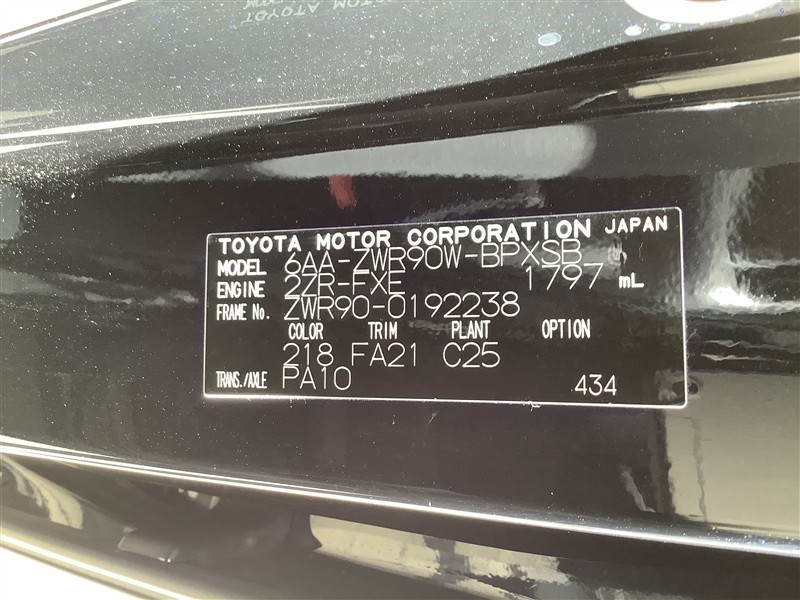 TOYOTA MOTOR CORPORATION JAPAN
MODEL 6AA-ZWR90W-BPXSB
ENGINE 2ZR-FXE 1797 mL
FRAME No. ZWR90-0192238
COLOR TRIM PLANT OPTION
218 FA21 C25
TRANS./AXLE PA10 434